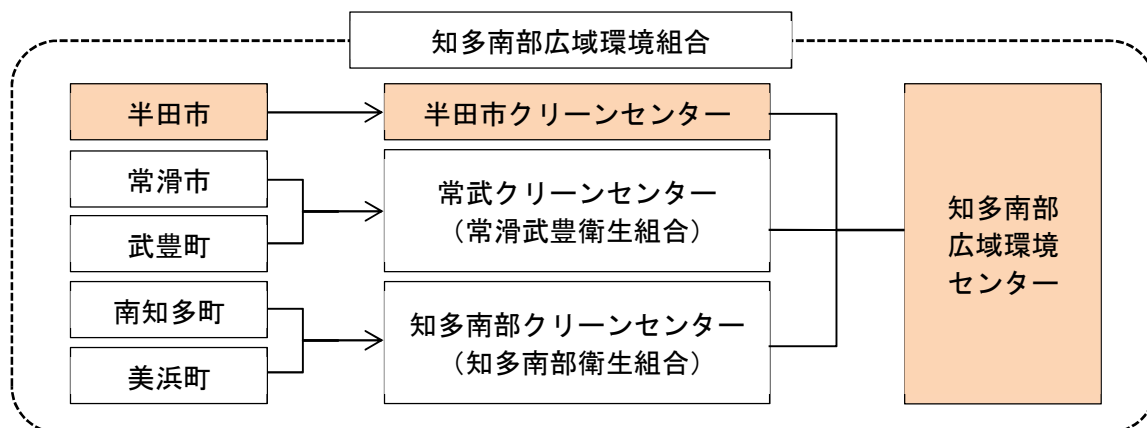 知多南部広域環境組合
半田市
半田市クリーンセンター
常滑市
武豊町
常武クリーンセンター
（常滑武豊衛生組合）
南知多町
美浜町
知多南部クリーンセンター
（知多南部衛生組合）
知多南部
広域環境
センター